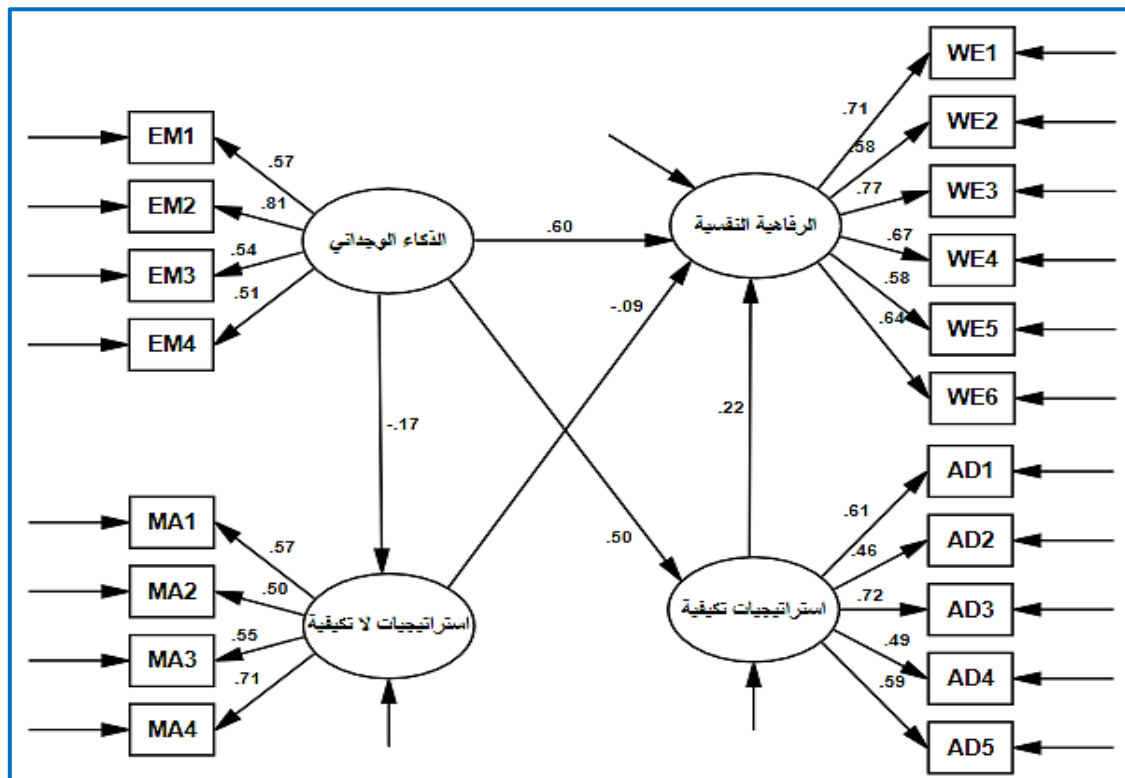 WE1
.71
WE2
.58
EM1
.57
WE3
.77
EM2
.81
الذكاء الوجداني
.60
الرفاهية النفسية
WE4
.67
EM3
.54
WE5
.58
EM4
.51
-.09
.64
WE6
-.17
.22
AD1
.61
MA1
.57
.50
AD2
.46
MA2
.50
استراتيجيات لا تكيفية
استراتيجيات تكيفية
AD3
.72
MA3
.55
AD4
.49
MA4
.71
.59
AD5